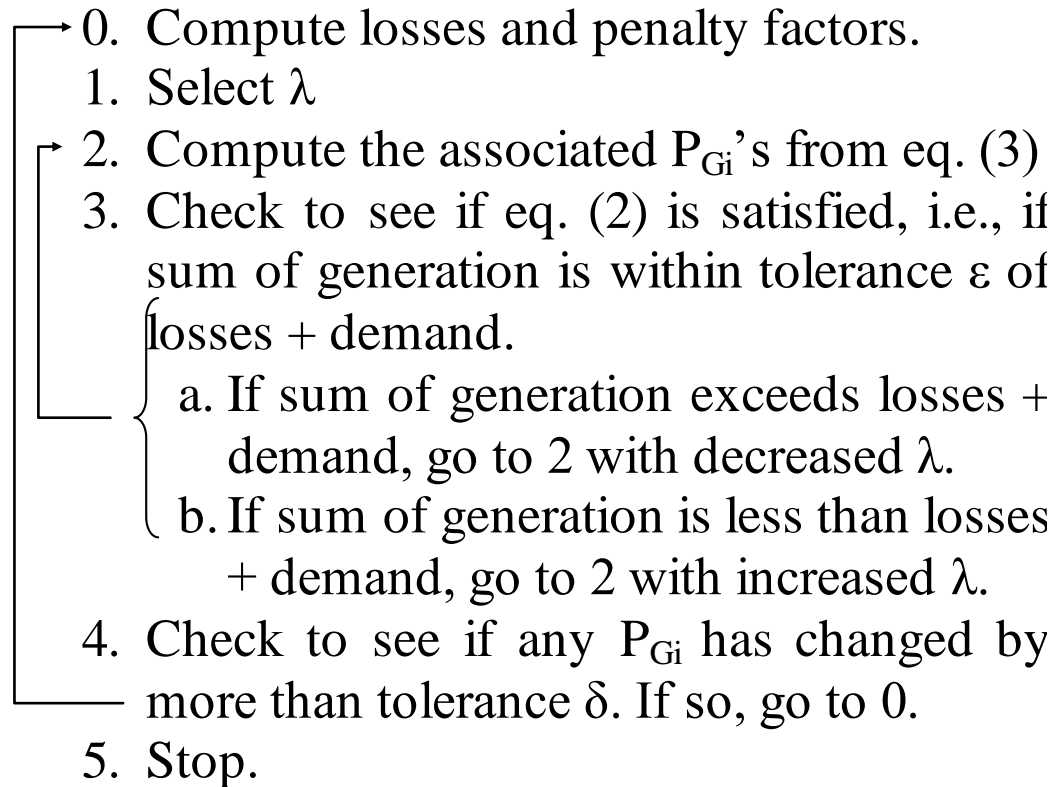 0. Compute losses and penalty factors.
1. Select λ
2. Compute the associated P_Gi's from eq. (3)
3. Check to see if eq. (2) is satisfied, i.e., if
sum of generation is within tolerance ε of
losses + demand.
a. If sum of generation exceeds losses +
demand, go to 2 with decreased λ.
b. If sum of generation is less than losses
+ demand, go to 2 with increased λ.
4. Check to see if any P_Gi has changed by
more than tolerance δ. If so, go to 0.
5. Stop.